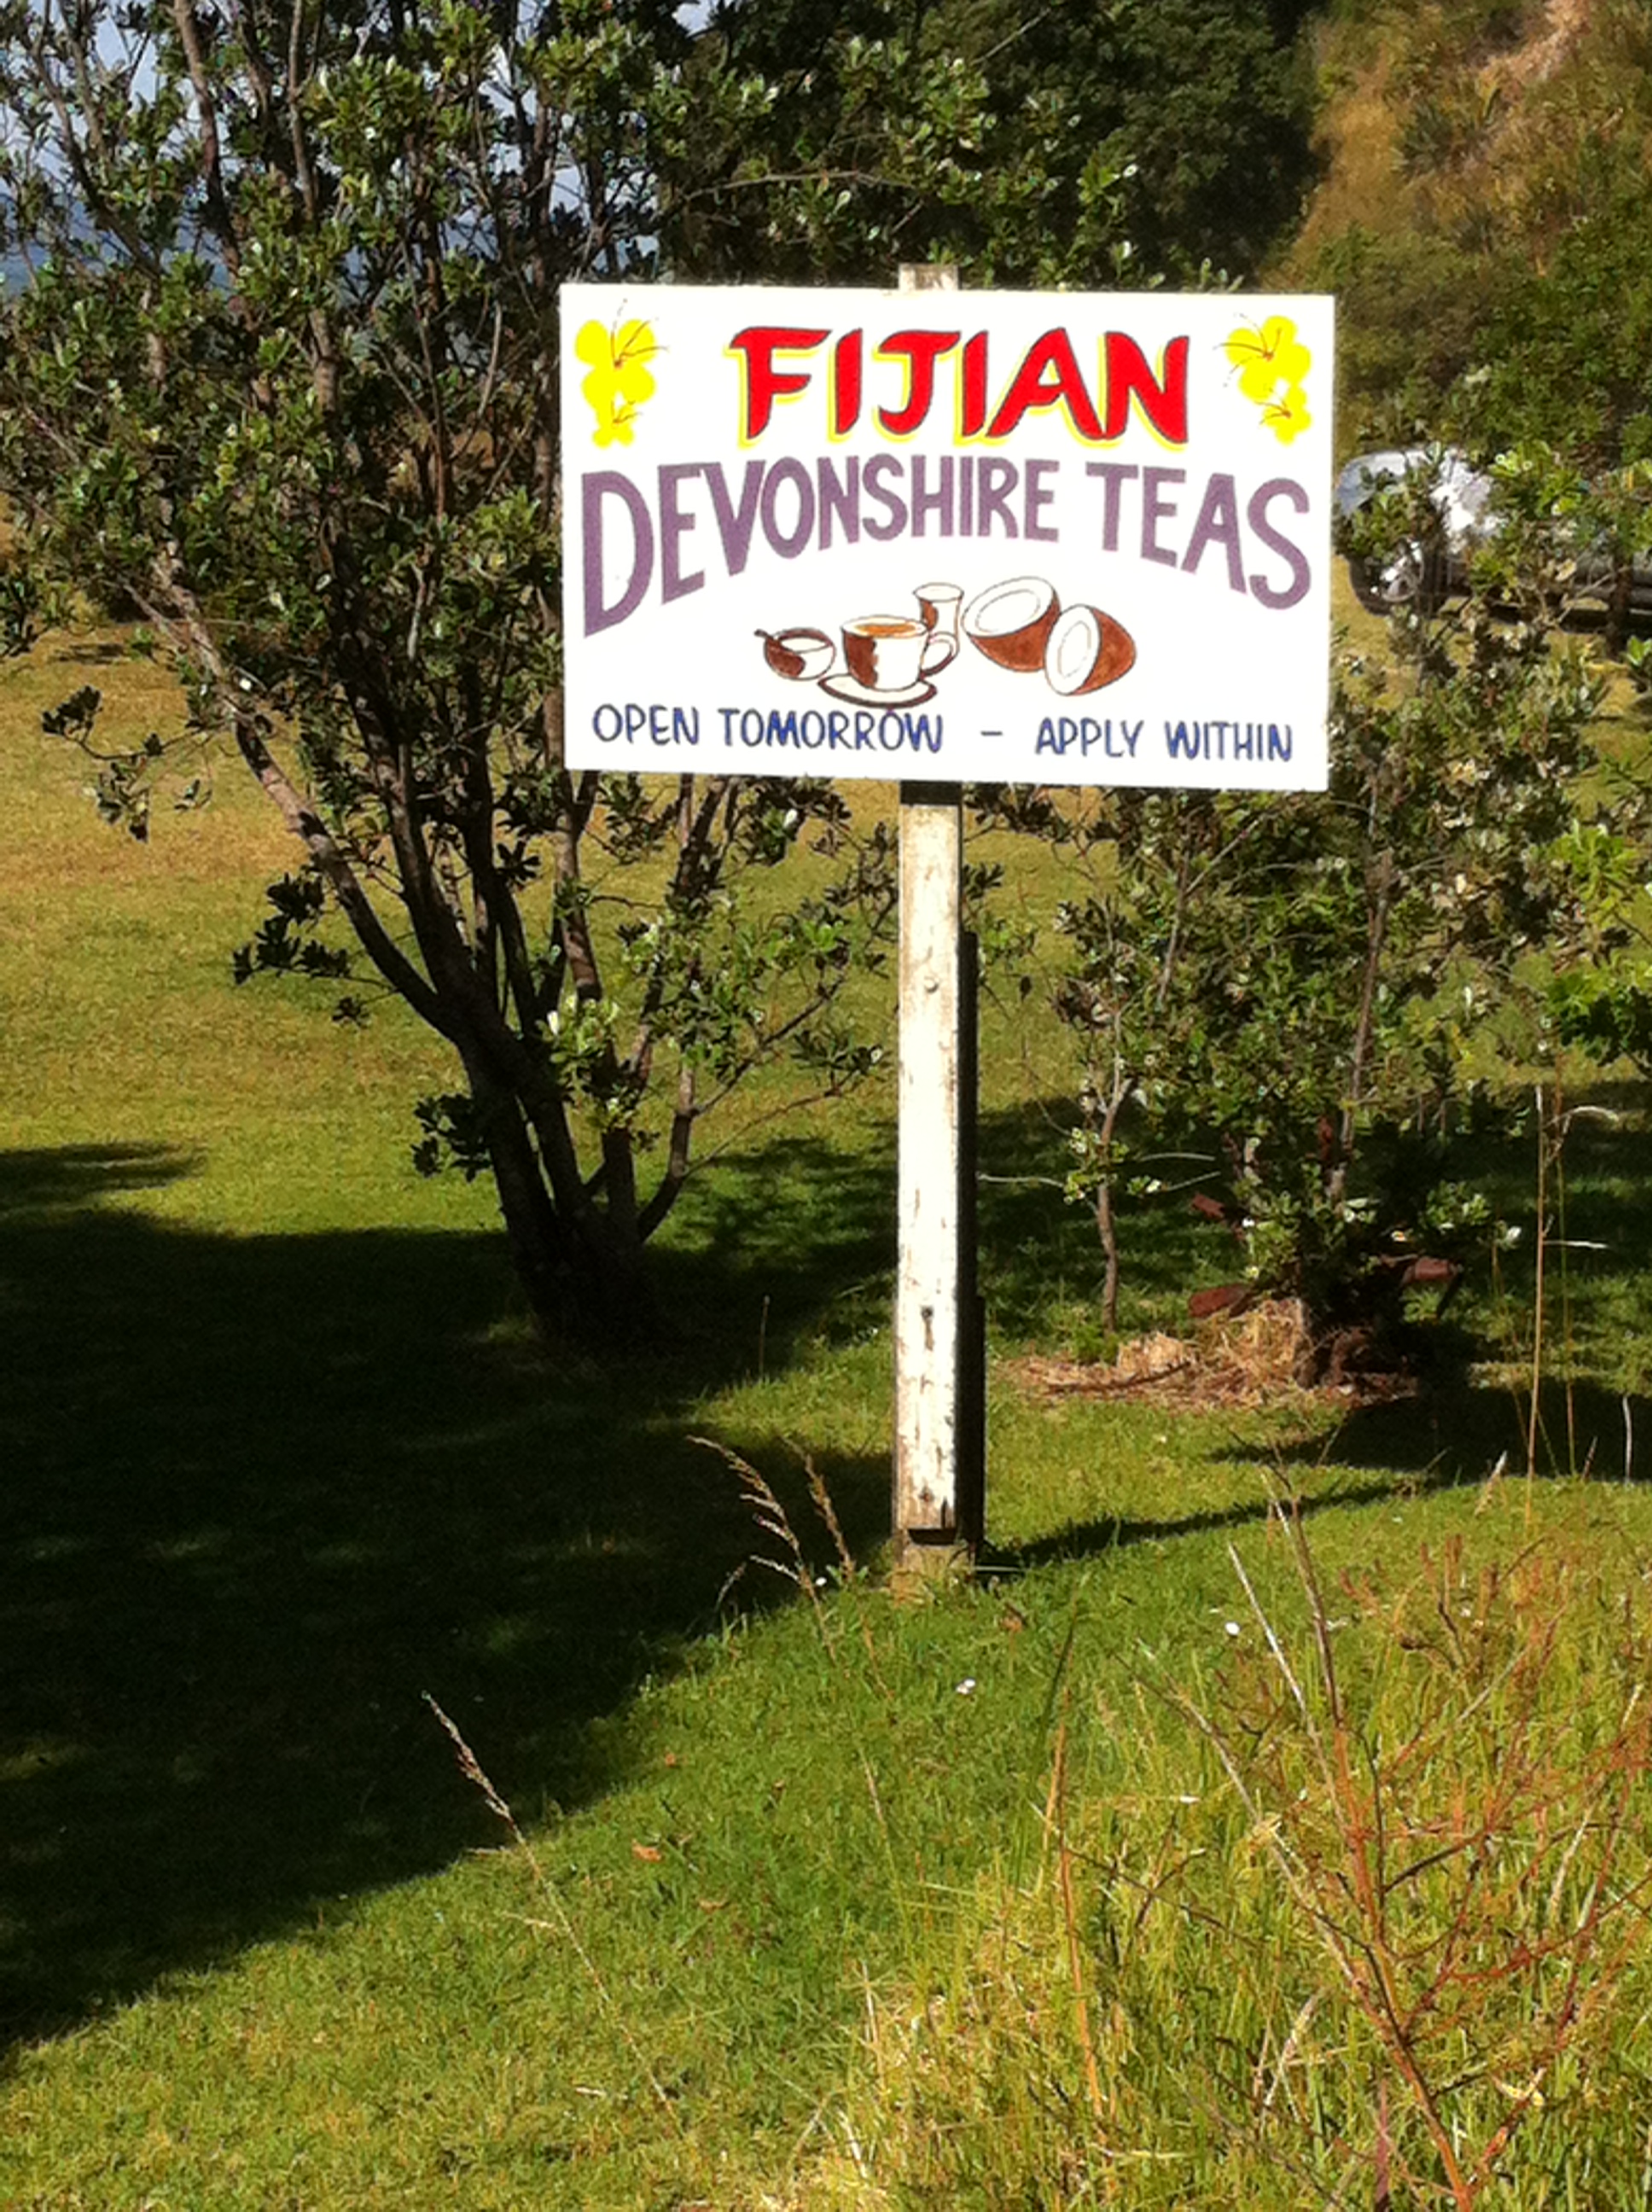 FIJIAN
DEVONSHIRE TEAS
OPEN TOMORROW - APPLY WITHIN